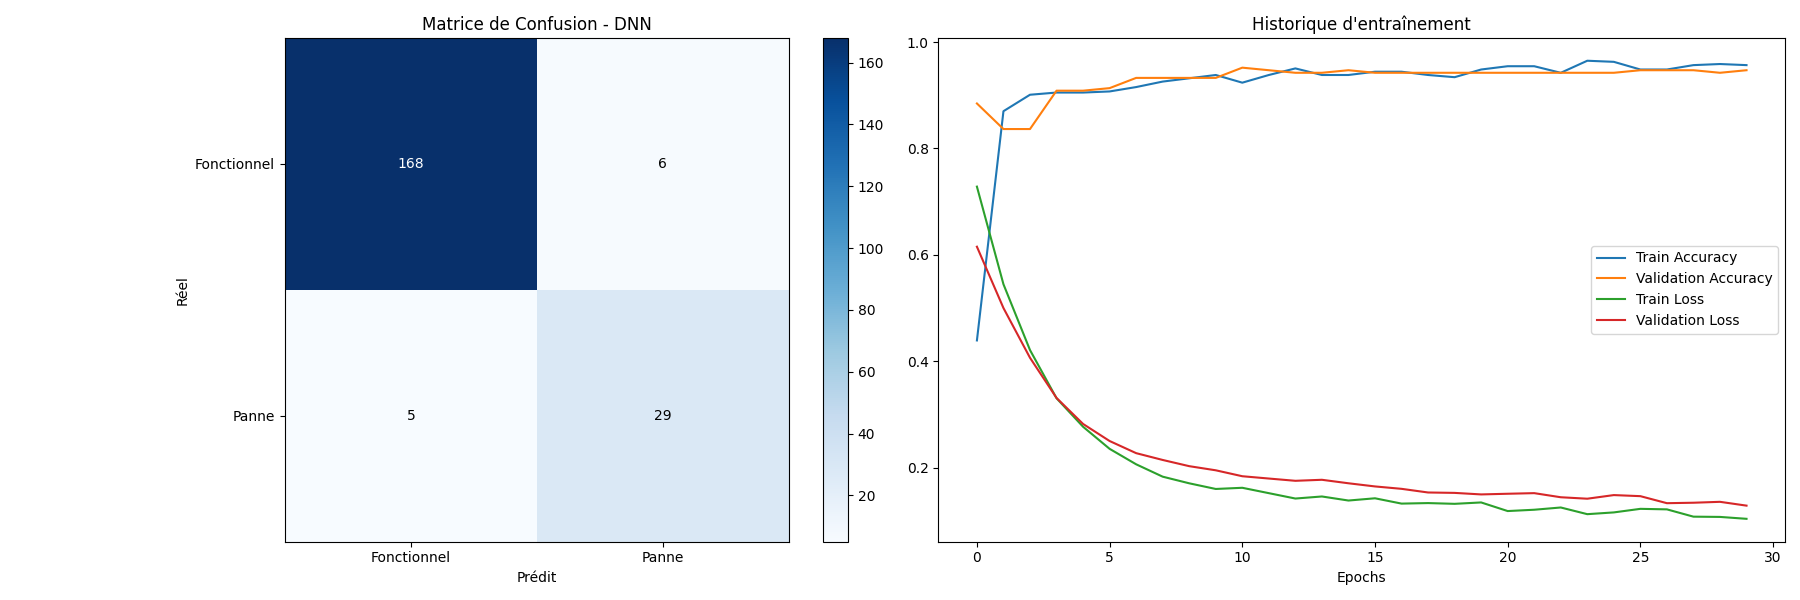 Matrice de Confusion - DNN
Réel
Fonctionnel
Panne
168
6
5
29
Fonctionnel
Panne
Prédit
160
140
120
100
80
60
40
20
Historique d'entraînement
1.0
0.8
0.6
0.4
0.2
Train Accuracy
Validation Accuracy
Train Loss
Validation Loss
0
5
10
15
20
25
30
Epochs